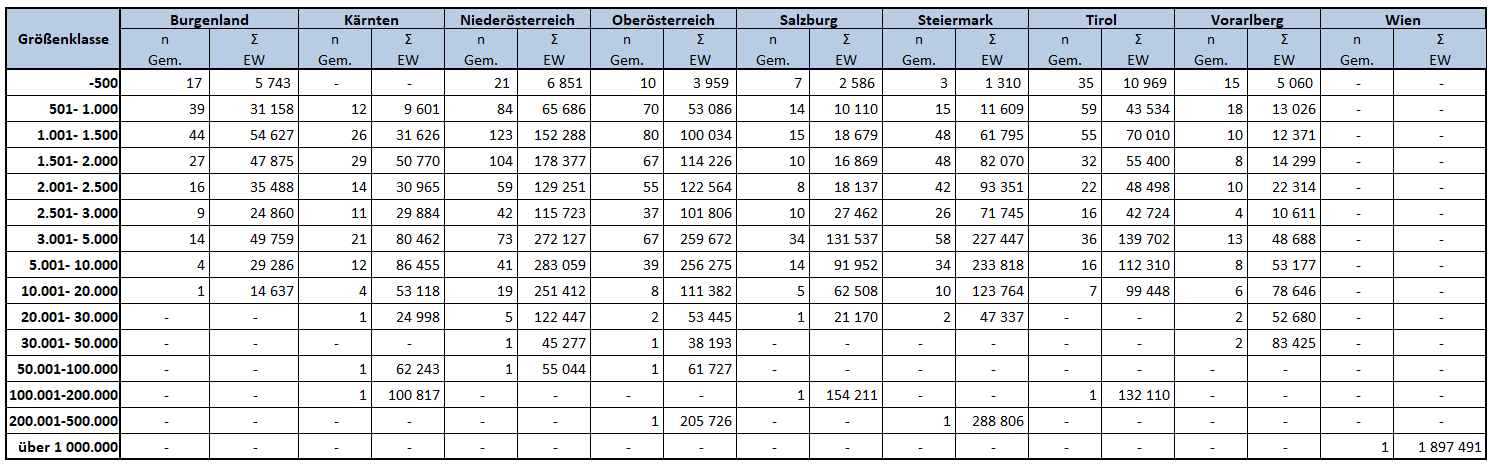 Größenklasse Burgenland Kärnten Niederösterreich Oberösterreich Salzburg Steiermark Tirol Vorarlberg Wien
n Σ n Σ n Σ n Σ n Σ n Σ n Σ n Σ n Σ
Gem. EW Gem. EW Gem. EW Gem. EW Gem. EW Gem. EW Gem. EW Gem. EW Gem. EW
-500 17 5 743 - - 21 6 851 10 3 959 7 2 586 3 1 310 35 10 969 15 5 060 - -
501- 1.000 39 31 158 12 9 601 84 65 686 70 53 086 14 10 110 15 11 609 59 43 534 18 13 026 - -
1.001- 1.500 44 54 627 26 31 626 123 152 288 80 100 034 15 18 679 48 61 795 55 70 010 10 12 371 - -
1.501- 2.000 27 47 875 29 50 770 104 178 377 67 114 226 10 16 869 48 82 070 32 55 400 8 14 299 - -
2.001- 2.500 16 35 488 14 30 965 59 129 251 55 122 564 8 18 137 42 93 351 22 48 498 10 22 314 - -
2.501- 3.000 9 24 860 11 29 884 42 115 723 37 101 806 10 27 462 26 71 745 16 42 724 4 10 611 - -
3.001- 5.000 14 49 759 21 80 462 73 272 127 67 259 672 34 131 537 58 227 447 36 139 702 13 48 688 - -
5.001- 10.000 4 29 286 12 86 455 41 283 059 39 256 275 14 91 952 34 233 818 16 112 310 8 53 177 - -
10.001- 20.000 1 14 637 4 53 118 19 251 412 8 111 382 5 62 508 10 123 764 7 99 448 6 78 646 - -
20.001- 30.000 - - 1 24 998 5 122 447 2 53 445 1 21 170 2 47 337 - - 2 52 680 - -
30.001- 50.000 - - - - 1 45 277 1 38 193 - - - - - - 2 83 425 - -
50.001-100.000 - - 1 62 243 1 55 044 1 61 727 - - - - - - - - - -
100.001-200.000 - - 1 100 817 - - - - 1 154 211 - - 1 132 110 - - - -
200.001-500.000 - - - - - - 1 205 726 - - 1 288 806 - - - - - -
über 1 000.000 - - - - - - - - - - - - - - - - 1 1 897 491